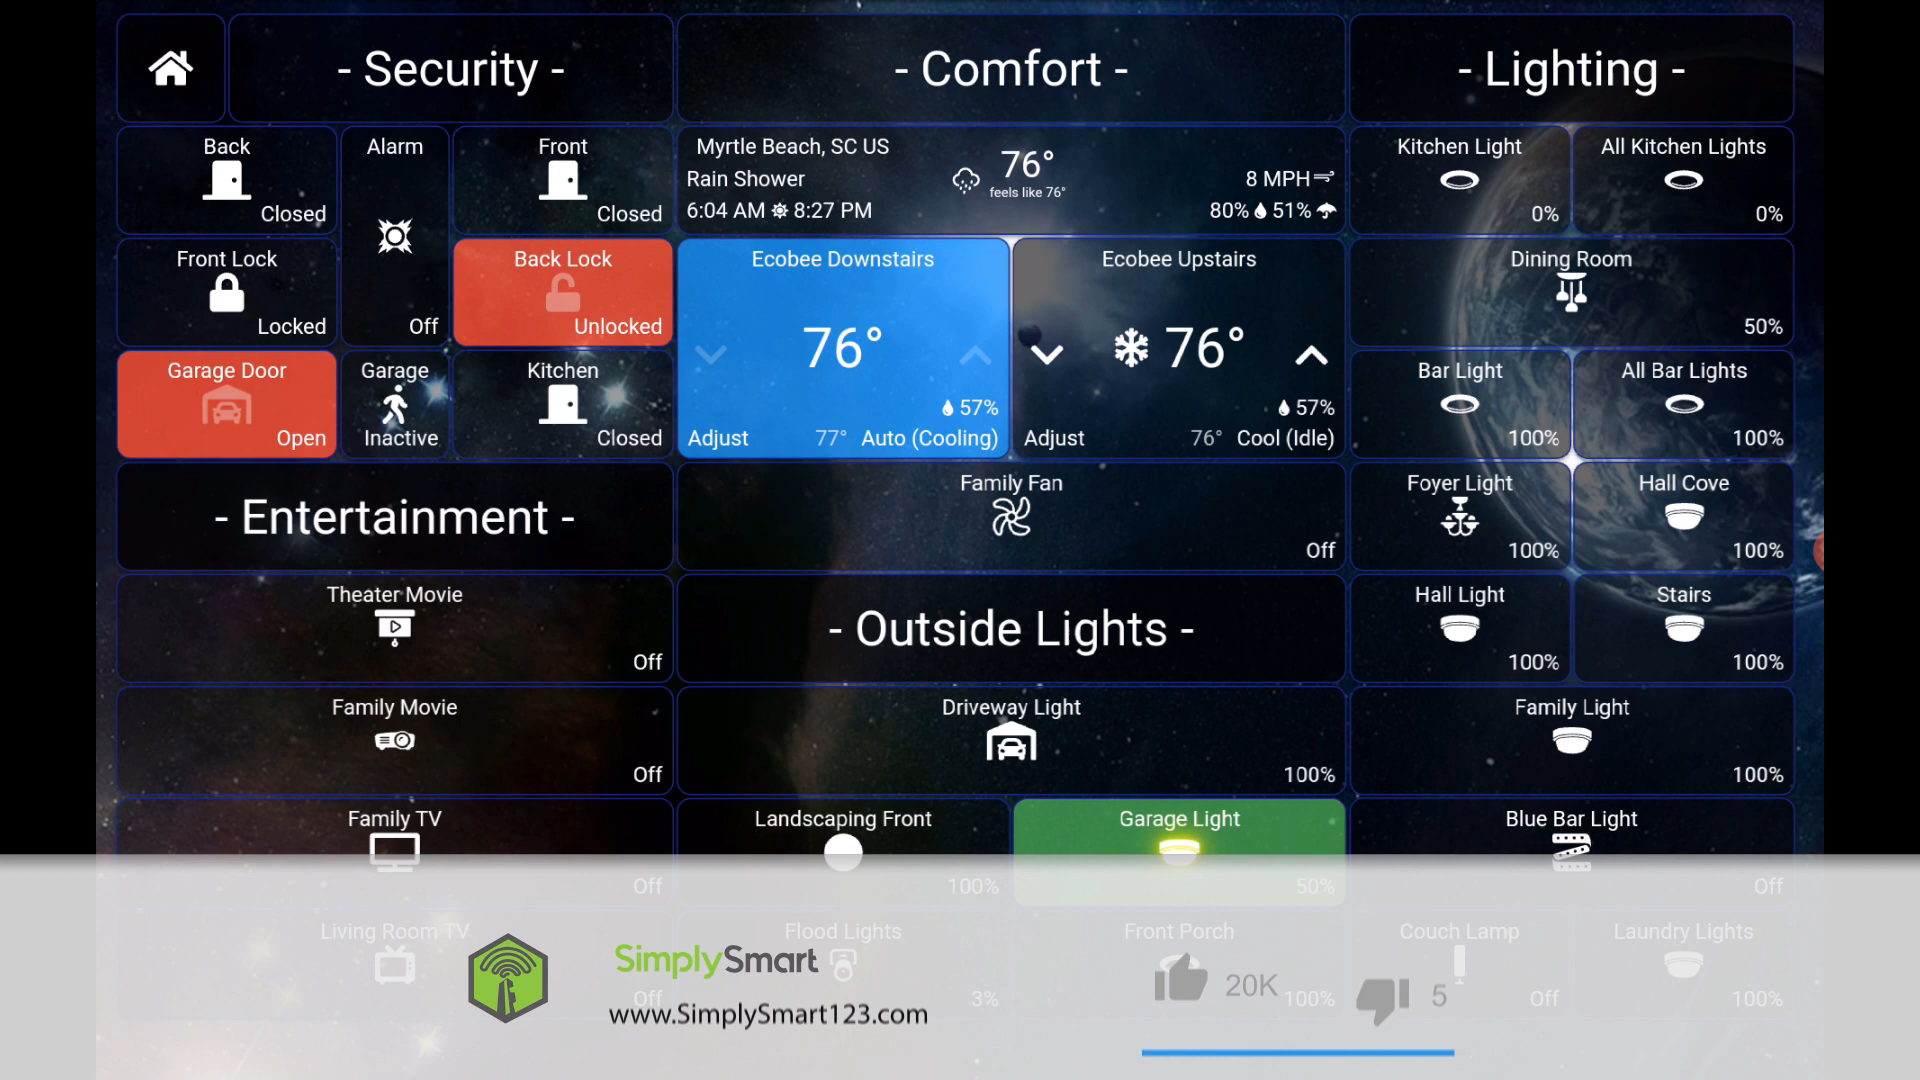 - Security -
- Comfort -
- Lighting -
Back
Closed
Alarm
Off
Front
Closed
Myrtle Beach, SC US
Rain Shower
6:04 AM 8:27 PM
76°
feels like 76°
8 MPH
80% 51%
Kitchen Light
0%
All Kitchen Lights
0%
Front Lock
Locked
Back Lock
Unlocked
Ecobee Downstairs
76°
57%
Adjust 77° Auto (Cooling)
Ecobee Upstairs
76°
57%
Adjust 76° Cool (Idle)
Dining Room
50%
Garage Door
Open
Garage
Inactive
Kitchen
Closed
Bar Light
100%
All Bar Lights
100%
- Entertainment -
Family Fan
Off
Foyer Light
100%
Hall Cove
100%
Theater Movie
Off
- Outside Lights -
Hall Light
100%
Stairs
100%
Family Movie
Off
Driveway Light
100%
Family Light
100%
Family TV
Off
Landscaping Front
100%
Garage Light
50%
Blue Bar Light
Off
Living Room TV
Off
Flood Lights
3%
Front Porch
100%
Couch Lamp
Off
Laundry Lights
100%
SimplySmart
www.SimplySmart123.com
20K
5